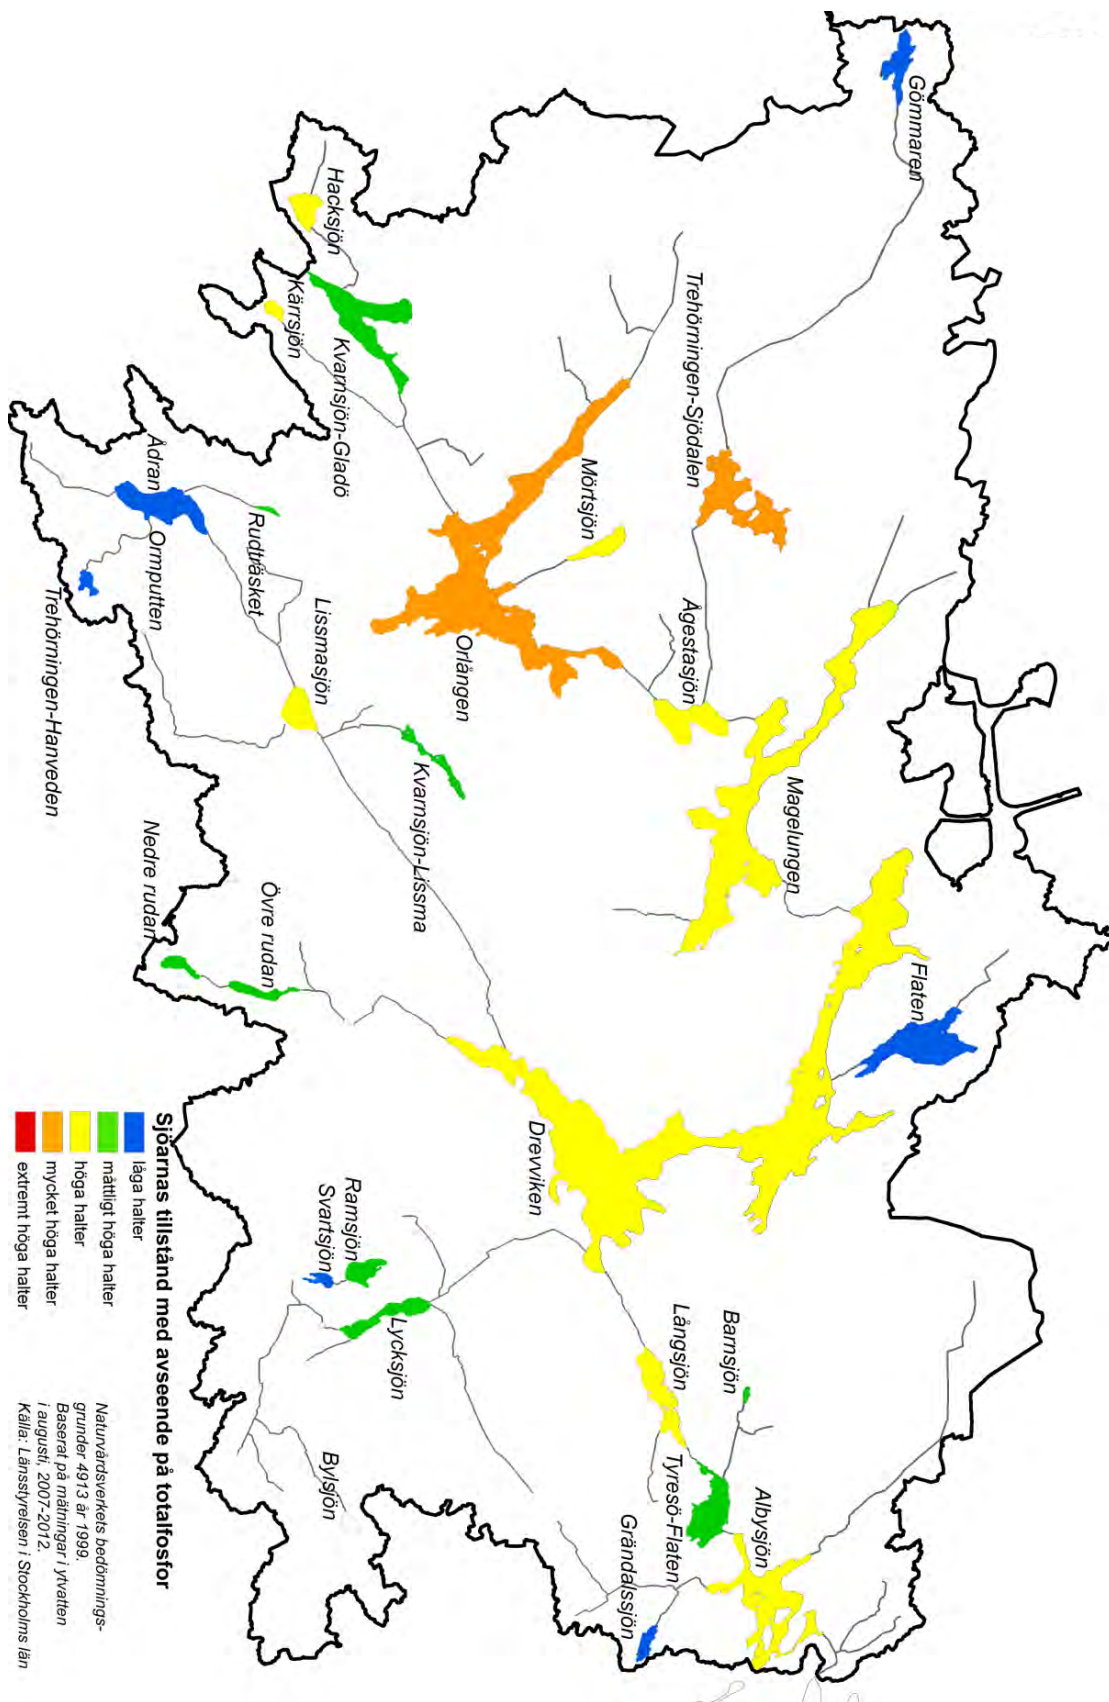 Gömmaren
Hacksjön
Kärrsjön
Kvarnsjön-Gladö
Trehörningen-Sjödalen
Mörtsjön
Ådran
Ormputten
Rudträsket
Trehörningen-Hanveden
Lissmasjön
Orlången
Ågestasjön
Kvarnsjön-Lissma
Magelungen
Nedre rudan
Övre rudan
Flaten
Drevviken
Ramsjön
Svartsjön
Lycksjön
Långsjön
Barnsjön
Tyresö-Flaten
Albysjön
Grändalssjön
Bylsjön
Sjöarnas tillstånd med avseende på totalfosfor
låga halter
måttligt höga halter
höga halter
mycket höga halter
extremt höga halter
Naturvårdsverkets bedömnings-
grunder 4913 år 1999.
Baserat på mätningar i ytvatten
i augusti, 2007-2012.
Källa: Länsstyrelsen i Stockholms län